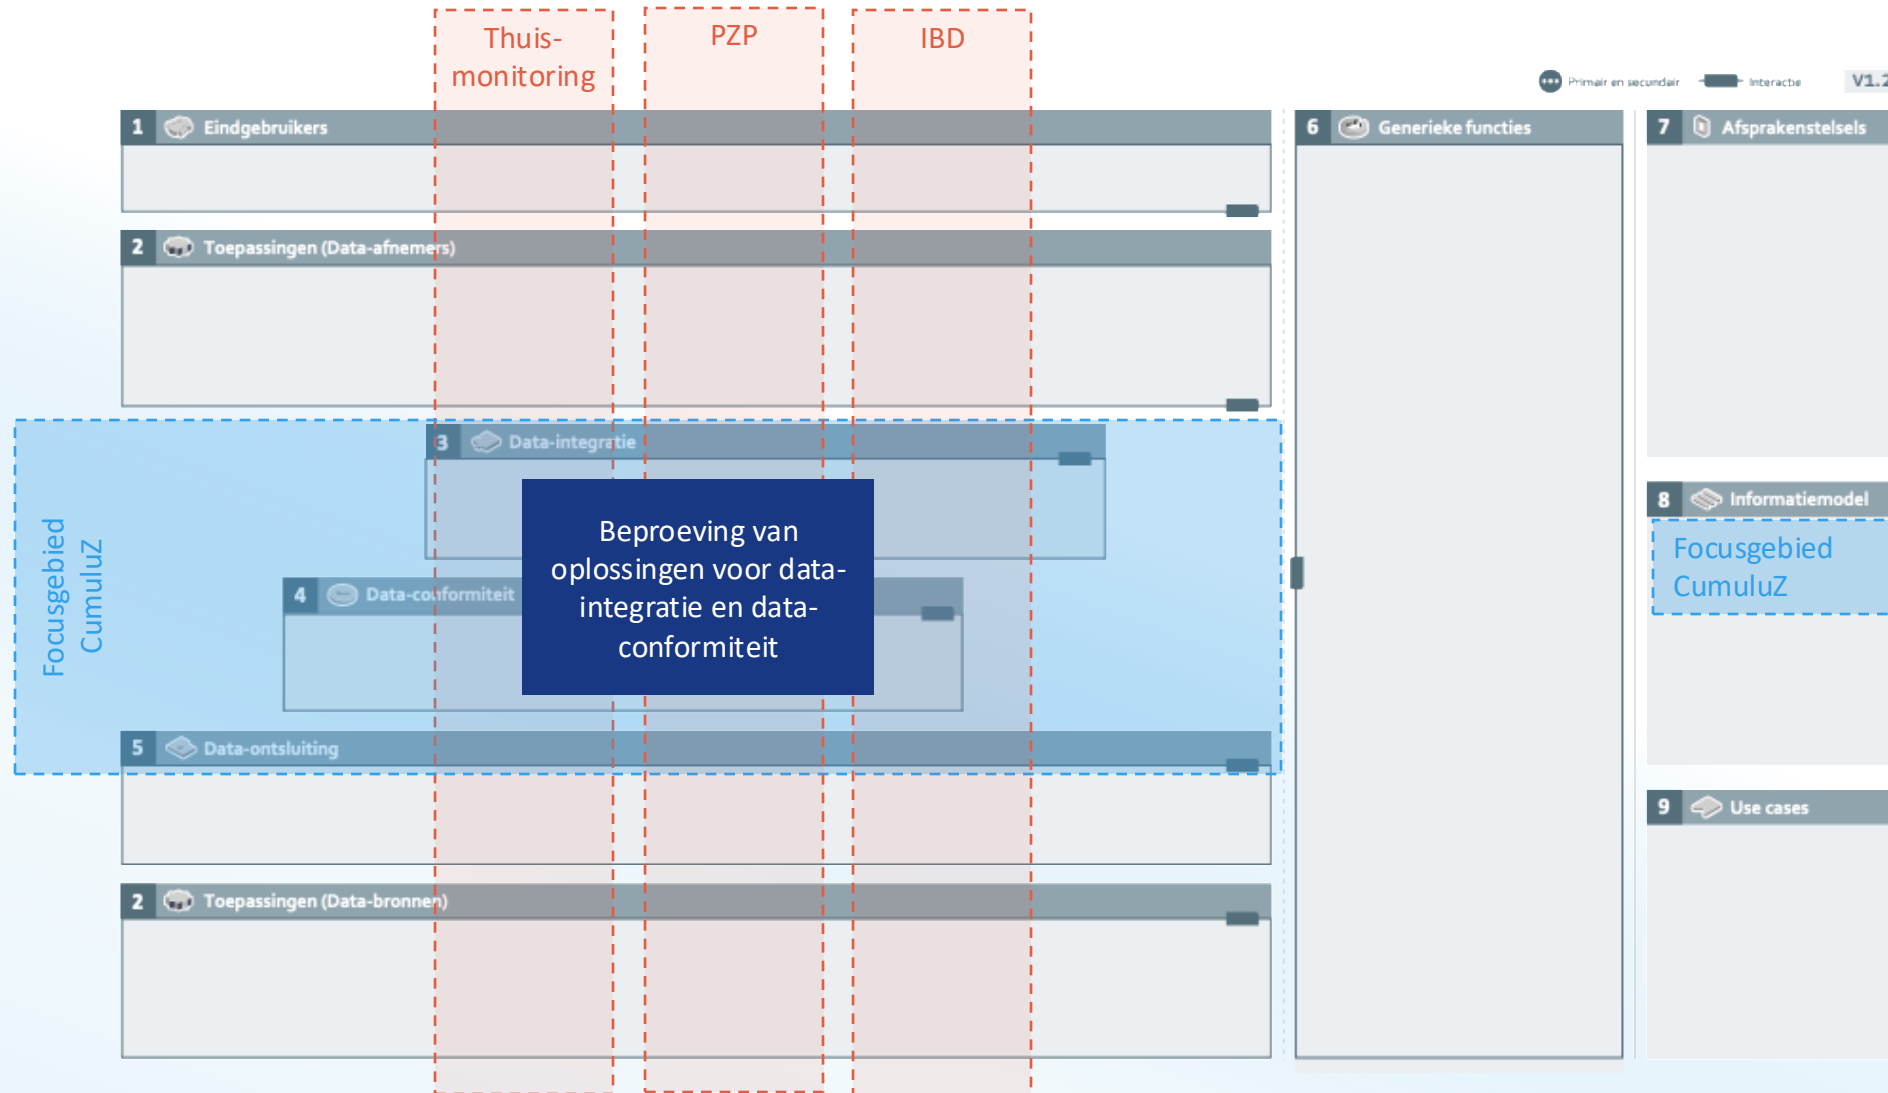 Thuis-
monitoring
PZP
IBD
Primair en secundair
Interactie
V1.2
1 Eindgebruikers
6 Generieke functies
7 Afsprakenstelsels
2 Toepassingen (Data-afnemers)
3 Data-integratie
8 Informatiemodel
Focusgebied
CumuluZ
Focusgebied
CumuluZ
Beproeving van
oplossingen voor data-
integratie en data-
conformiteit
4 Data-conformiteit
5 Data-ontsluiting
9 Use cases
2 Toepassingen (Data-bronnen)